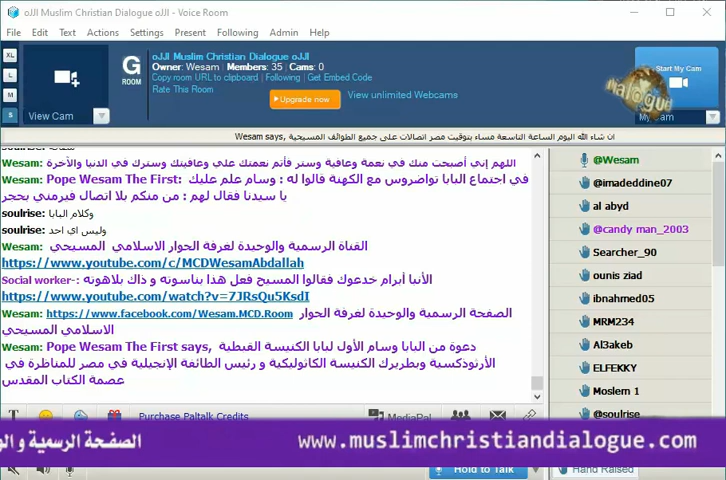 oJJl Muslim Christian Dialogue oJJl - Voice Room
File Edit Text Actions Settings Present Following Admin Help
XL
L
M
S
View Cam
G
ROOM
oJJl Muslim Christian Dialogue oJJl
Owner: Wesam | Members: 35 | Cams: 0
Copy room URL to clipboard | Following | Get Embed Code
Rate This Room
Upgrade now
View unlimited Webcams
Start My Cam
Dialogue
My Cam
Wesam says, ان شاء الله اليوم الساعة التاسعة مساء بتوقيت مصر اتصالات على جميع الطوائف المسيحية
Wesam: اللهم إني أصبحت منك في نعمة وعافية وستر فأتم نعمتك علي وعافيتك وسترك في الدنيا والآخرة
Wesam: Pope Wesam The First: في اجتماع البابا تواضروس مع الكهنة قالوا له : وسام علم عليك
يا سيدنا فقال لهم : من منكم بلا اتصال فيرمني بحجر
soulrise: وكلام البابا
soulrise: وليس اي احد
Wesam: القناة الرسمية والوحيدة لغرفة الحوار الاسلامي المسيحي
https://www.youtube.com/c/MCDWesamAbdallah
Social worker-: الأنبا أبرام خدعوك فقالوا المسيح فعل هذا بناسوته و ذاك بلاهوته
https://www.youtube.com/watch?v=7JRsQu5KsdI
Wesam: https://www.facebook.com/Wesam.MCD.Room الصفحة الرسمية والوحيدة لغرفة الحوار
الاسلامي المسيحي
Wesam: Pope Wesam The First says, دعوة من البابا وسام الأول لبابا الكنيسة القبطية
الأرثوذكسية وبطريرك الكنيسة الكاثوليكية و رئيس الطائفة الإنجيلية في مصر للمناظرة في
عصمة الكتاب المقدس
@Wesam
@imadeddine07
al abyd
@candy man_2003
Searcher_90
ounis ziad
ibnahmed05
MRM234
Al3akeb
ELFEKKY
Moslem 1
@soulrise
Purchase Paltalk Credits
MediaPal
الصفحة الرسمية و الو
www.muslimchristiandialogue.com
Hold to Talk
Hand Raised